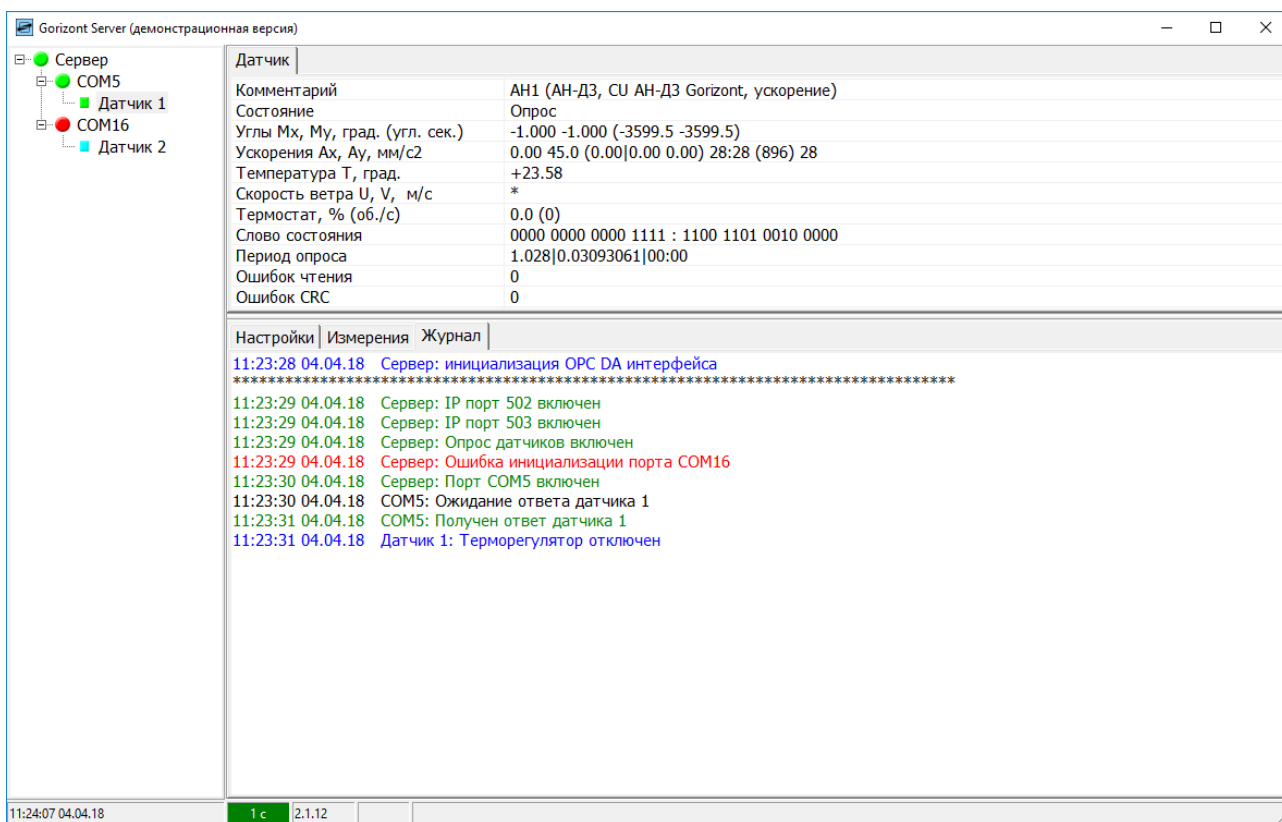 Gorizont Server (демонстрационная версия)
Сервер
COM5
Датчик 1
COM16
Датчик 2
Датчик
Комментарий АН1 (АН-Д3, CU АН-Д3 Gorizont, ускорение)
Состояние Опрос
Углы Mx, My, град. (угл. сек.) -1.000 -1.000 (-3599.5 -3599.5)
Ускорения Ax, Ay, мм/с2 0.00 45.0 (0.00|0.00 0.00) 28:28 (896) 28
Температура T, град. +23.58
Скорость ветра U, V, м/с *
Термостат, % (об./с) 0.0 (0)
Слово состояния 0000 0000 0000 1111 : 1100 1101 0010 0000
Период опроса 1.028|0.03093061|00:00
Ошибок чтения 0
Ошибок CRC 0
Настройки Измерения Журнал
11:23:28 04.04.18 Сервер: инициализация OPC DA интерфейса
***********************************************************************************
11:23:29 04.04.18 Сервер: IP порт 502 включен
11:23:29 04.04.18 Сервер: IP порт 503 включен
11:23:29 04.04.18 Сервер: Опрос датчиков включен
11:23:29 04.04.18 Сервер: Ошибка инициализации порта COM16
11:23:30 04.04.18 Сервер: Порт COM5 включен
11:23:30 04.04.18 COM5: Ожидание ответа датчика 1
11:23:31 04.04.18 COM5: Получен ответ датчика 1
11:23:31 04.04.18 Датчик 1: Терморегулятор отключен
11:24:07 04.04.18 1 с 2.1.12